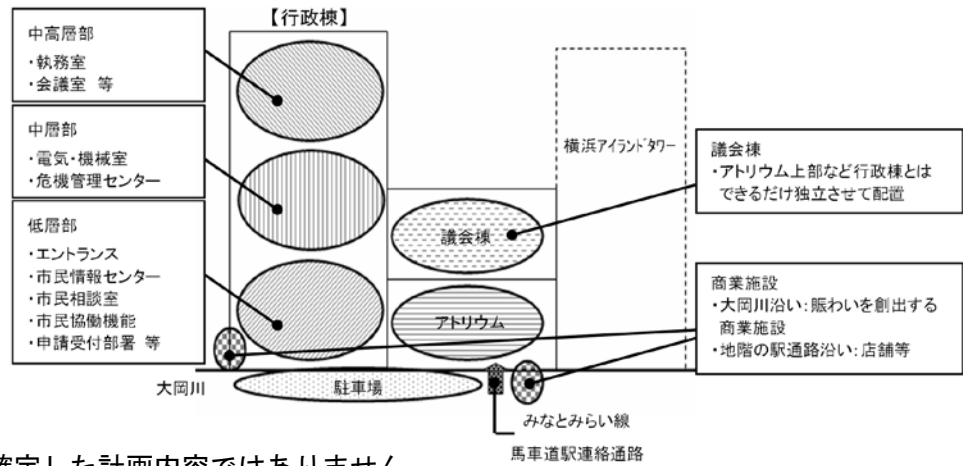 【行政棟】
中高層部
・執務室
・会議室 等
中層部
・電気・機械室
・危機管理センター
低層部
・エントランス
・市民情報センター
・市民相談室
・市民協働機能
・申請受付部署 等
横浜アイランドタワー
議会棟
アトリウム
議会棟
・アトリウム上部など行政棟とは
できるだけ独立させて配置
商業施設
・大岡川沿い：賑わいを創出する
商業施設
・地階の駅通路沿い：店舗等
大岡川
駐車場
みなとみらい線
馬車道駅連絡通路
確定した計画内容ではありません